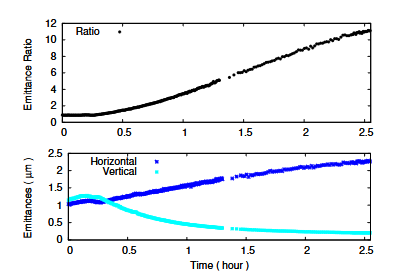 12
10
8
6
4
2
0
Emittance Ratio
Ratio
0 0.5 1 1.5 2 2.5
2.5
2
1.5
1
0.5
0
Emittances ( μm )
Horizontal
Vertical
0 0.5 1 1.5 2 2.5
Time ( hour )